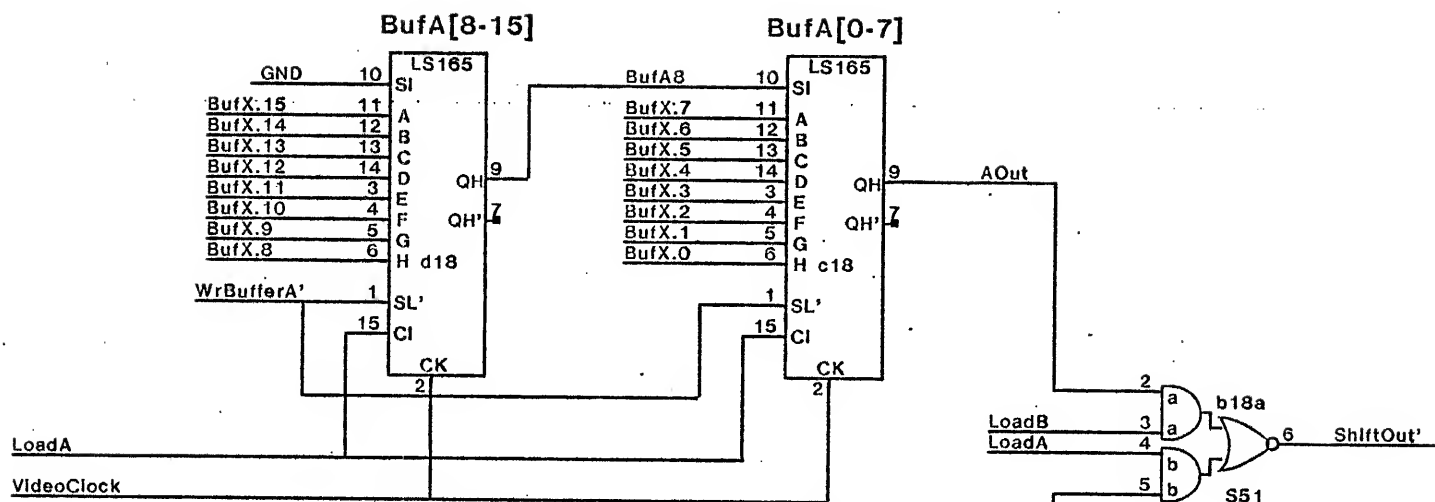 BufA[8-15]
BufA[0-7]
LS165
LS165
GND 10 SI
BufA8 10 SI
BufX.15 11 A
BufX.14 12 B
BufX.13 13 C
BufX.12 14 D
BufX.11 3 E
BufX.10 4 F
BufX.9 5 G
BufX.8 6 H d18
QH 9
QH' 7
WrBufferA' 1 SL'
15 CI
CK
2
BufX.7 11 A
BufX.6 12 B
BufX.5 13 C
BufX.4 14 D
BufX.3 3 E
BufX.2 4 F
BufX.1 5 G
BufX.0 6 H c18
QH 9 AOut
QH' 7
1 SL'
15 CI
CK
2
2 a b18a
LoadB 3 a
LoadA 4 b
5 b
6 ShiftOut'
S51
LoadA
VideoClock